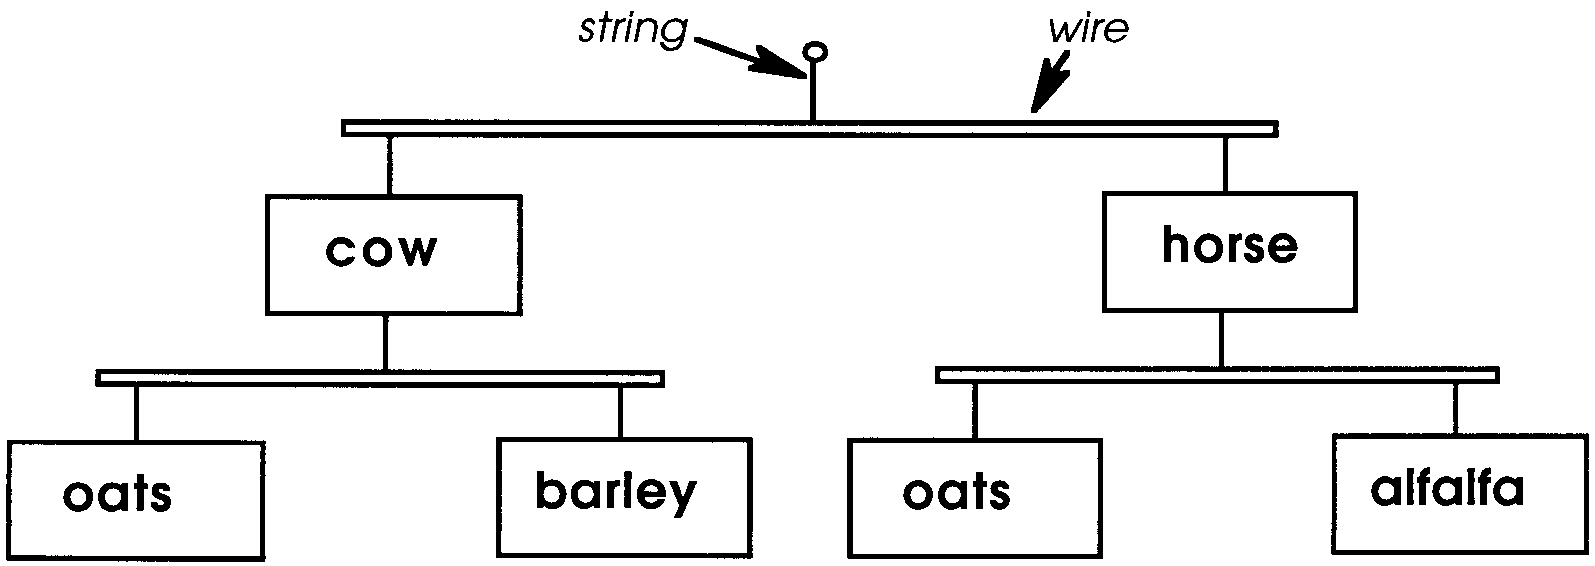 string
wire
cow
horse
oats
barley
oats
alfalfa